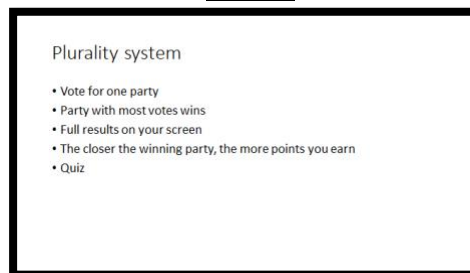 Plurality system
• Vote for one party
• Party with most votes wins
• Full results on your screen
• The closer the winning party, the more points you earn
• Quiz